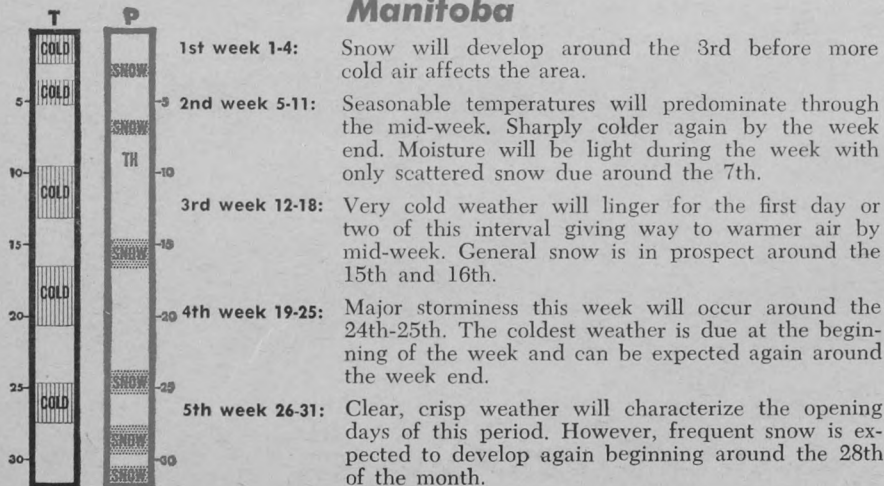 Manitoba
T
P
COLD
COLD
COLD
COLD
COLD
5
10
15
20
25
30
SNOW
SNOW
TH
SNOW
SNOW
SNOW
SNOW
5
10
15
20
25
30
1st week 1-4: Snow will develop around the 3rd before more
cold air affects the area.
2nd week 5-11: Seasonable temperatures will predominate through
the mid-week. Sharply colder again by the week
end. Moisture will be light during the week with
only scattered snow due around the 7th.
3rd week 12-18: Very cold weather will linger for the first day or
two of this interval giving way to warmer air by
mid-week. General snow is in prospect around the
15th and 16th.
4th week 19-25: Major storminess this week will occur around the
24th-25th. The coldest weather is due at the begin-
ning of the week and can be expected again around
the week end.
5th week 26-31: Clear, crisp weather will characterize the opening
days of this period. However, frequent snow is ex-
pected to develop again beginning around the 28th
of the month.